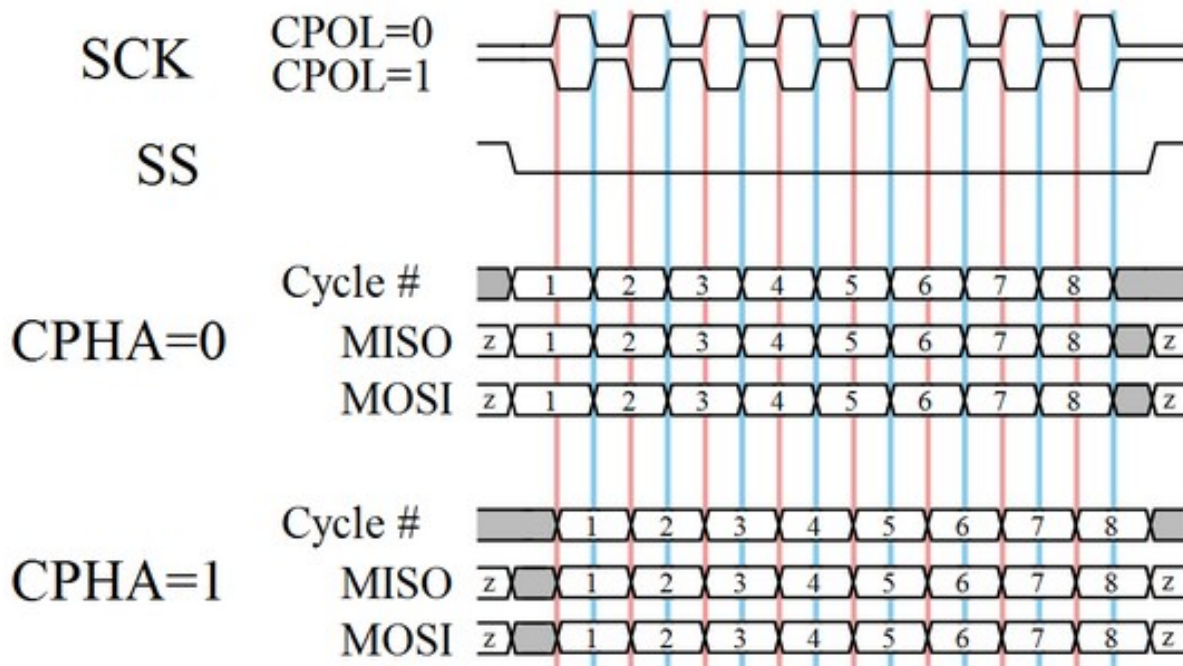 SCK CPOL=0
CPOL=1
SS
Cycle # 1 2 3 4 5 6 7 8
CPHA=0 MISO z 1 2 3 4 5 6 7 8 z
MOSI z 1 2 3 4 5 6 7 8 z
Cycle # 1 2 3 4 5 6 7 8
CPHA=1 MISO z 1 2 3 4 5 6 7 8 z
MOSI z 1 2 3 4 5 6 7 8 z